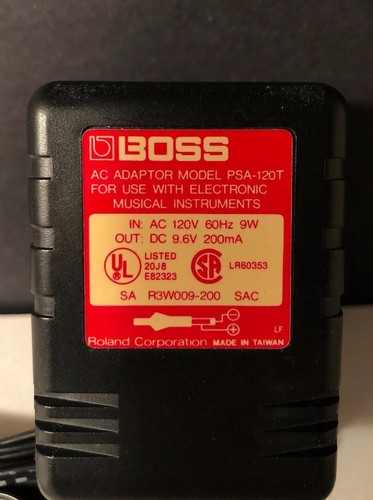 BOSS
AC ADAPTOR MODEL PSA-120T
FOR USE WITH ELECTRONIC
MUSICAL INSTRUMENTS
IN: AC 120V 60Hz 9W
OUT: DC 9.6V 200mA
UL LISTED 20J8 E82323 SA LR60353
SA R3W009-200 SAC
LF
Roland Corporation MADE IN TAIWAN